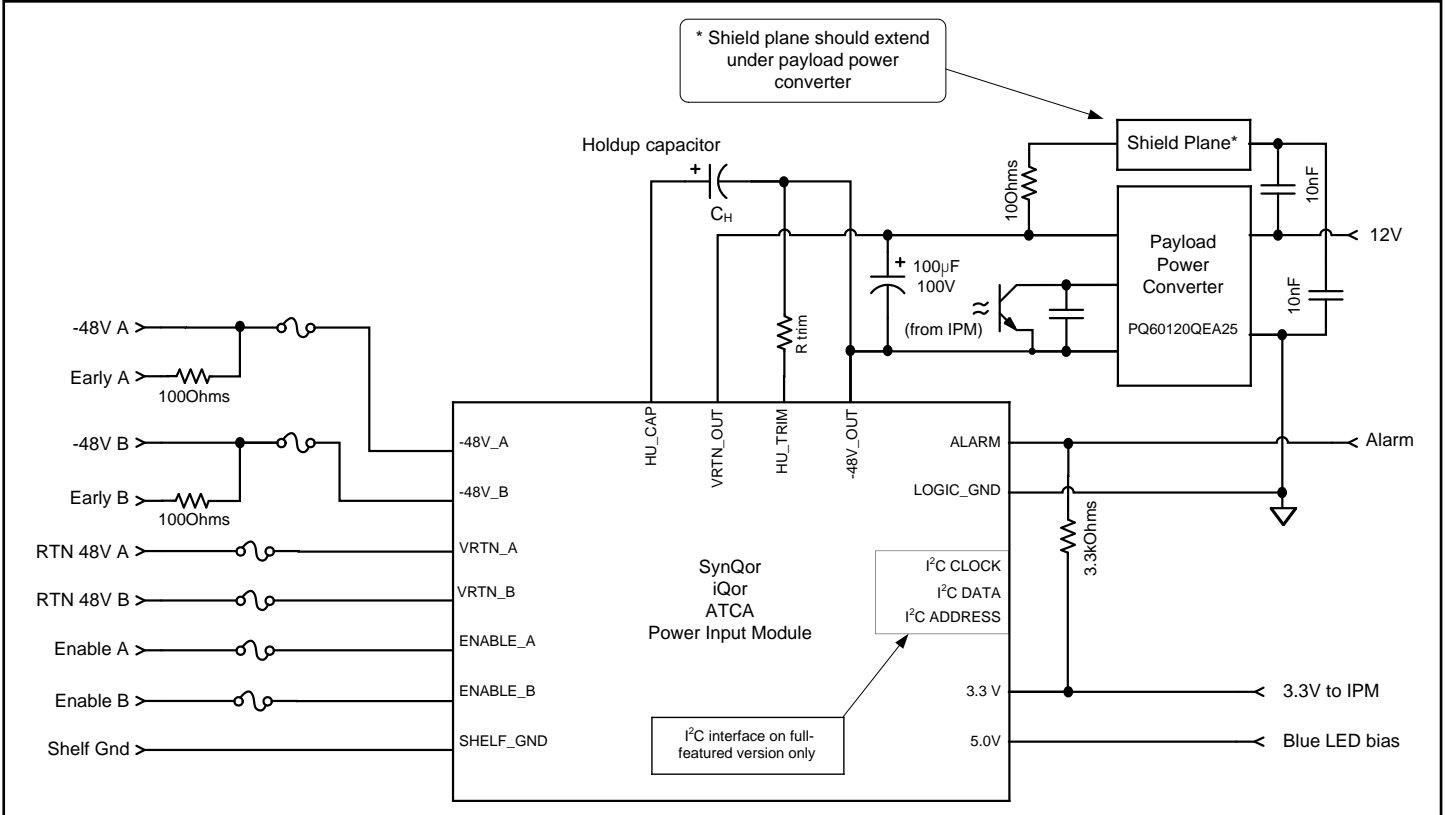 * Shield plane should extend
under payload power
converter
Holdup capacitor
+
CH
Shield Plane*
10Ohms
10nF
10nF
12V
Payload
Power
Converter
PQ60120QEA25
+
100µF
100V
≈
(from IPM)
R trim
-48V A
Early A
100Ohms
-48V B
Early B
100Ohms
RTN 48V A
RTN 48V B
Enable A
Enable B
Shelf Gnd
HU_CAP
VRTN_OUT
HU_TRIM
-48V_OUT
-48V_A
-48V_B
VRTN_A
VRTN_B
ENABLE_A
ENABLE_B
SHELF_GND
SynQor
iQor
ATCA
Power Input Module
ALARM
LOGIC_GND
I²C CLOCK
I²C DATA
I²C ADDRESS
3.3 V
5.0V
I²C interface on full-
featured version only
3.3kOhms
Alarm
3.3V to IPM
Blue LED bias